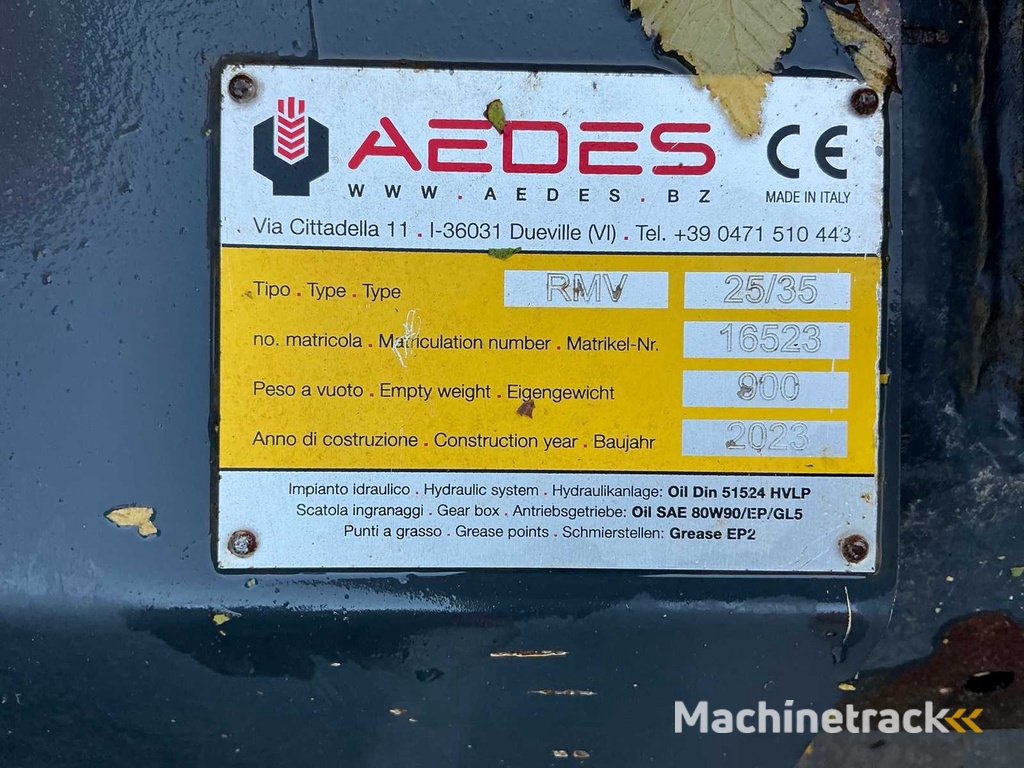 AEDES
CE
WWW.AEDES.BZ
MADE IN ITALY
Via Cittadella 11 . I-36031 Dueville (VI) . Tel. +39 0471 510 443
Tipo . Type . Type RMV 25/35
no. matricola . Matriculation number . Matrikel-Nr. 16523
Peso a vuoto . Empty weight . Eigengewicht 900
Anno di costruzione . Construction year . Baujahr 2023
Impianto idraulico . Hydraulic system . Hydraulikanlage: Oil Din 51524 HVLP
Scatola ingranaggi . Gear box . Antriebsgetriebe: Oil SAE 80W90/EP/GL5
Punti a grasso . Grease points . Schmierstellen: Grease EP2
Machinetrack